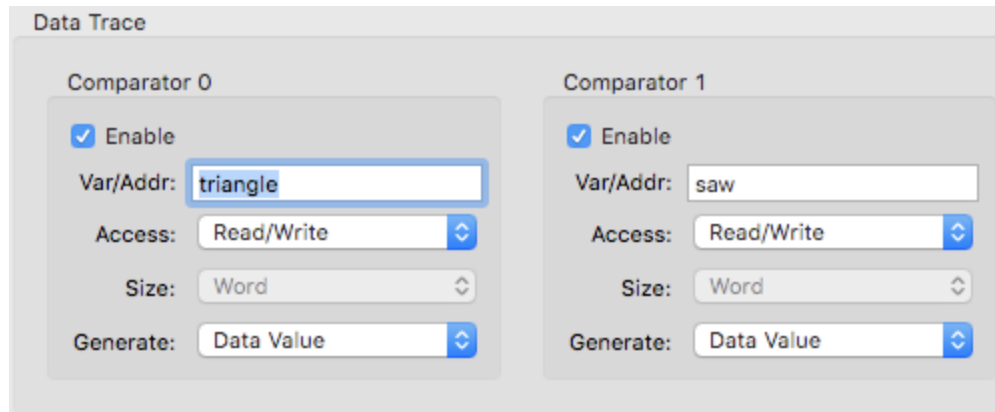 Data Trace
Comparator 0
Enable
Var/Addr: triangle
Access: Read/Write
Size: Word
Generate: Data Value
Comparator 1
Enable
Var/Addr: saw
Access: Read/Write
Size: Word
Generate: Data Value